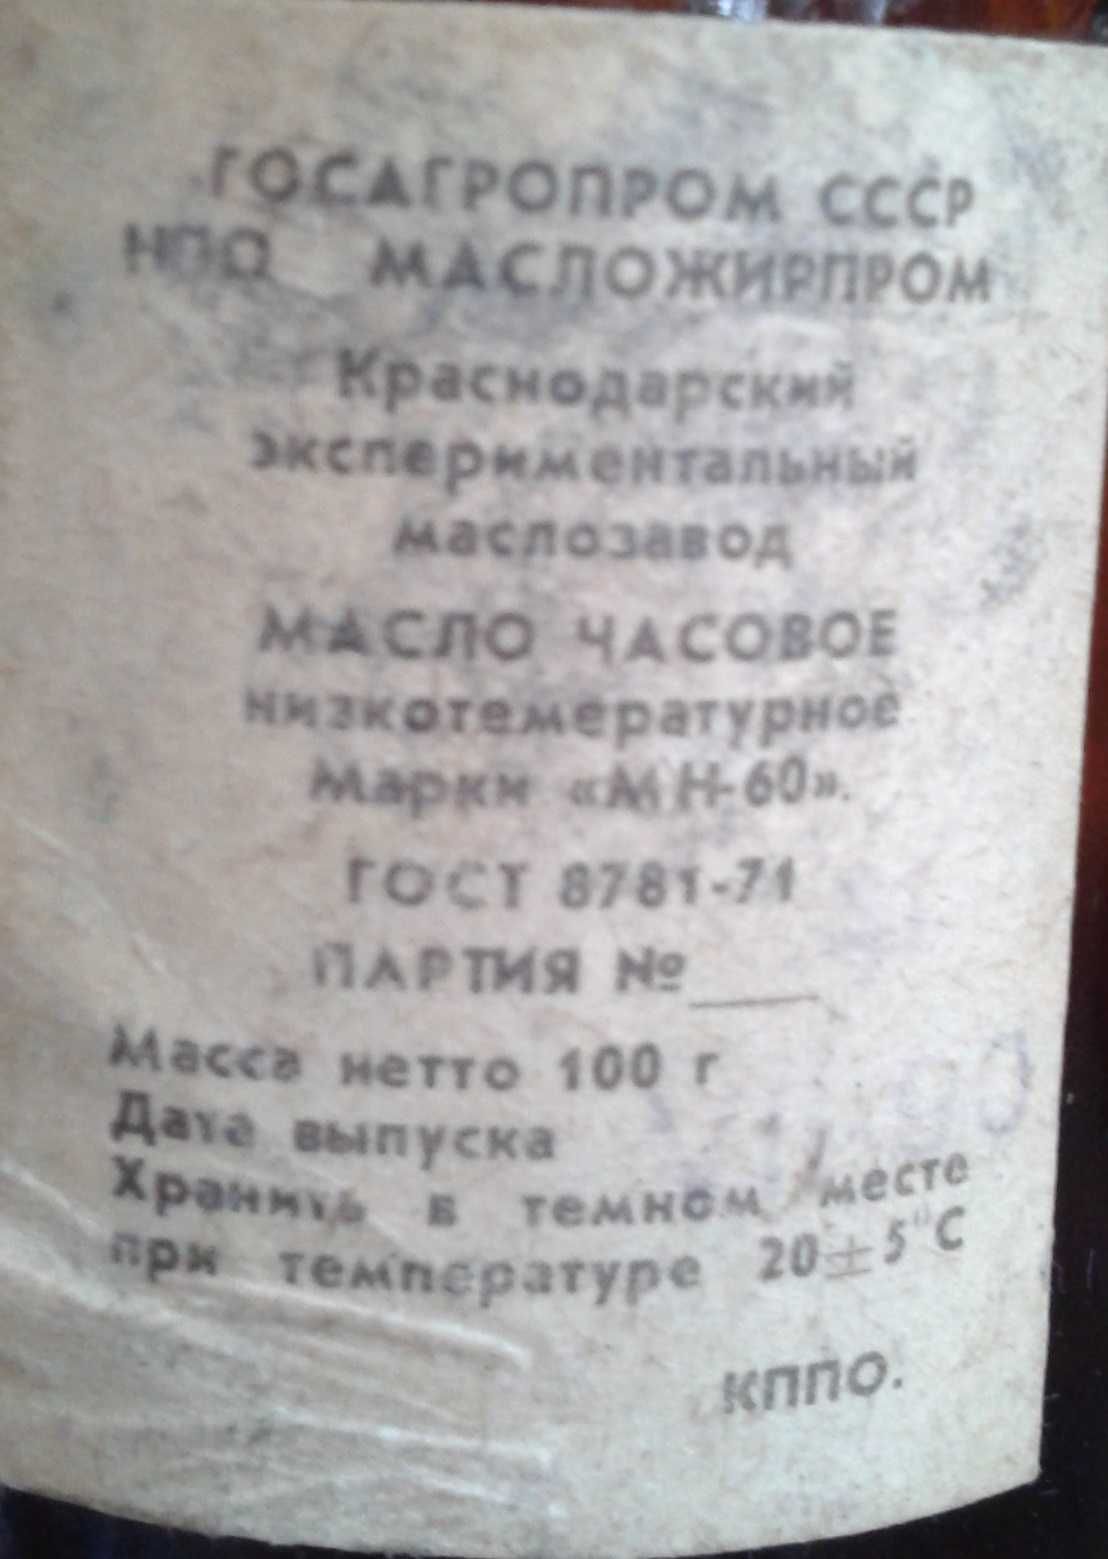 ГОСАГРОПРОМ СССР
НПО МАСЛОЖИРПРОМ
Краснодарский
экспериментальный
маслозавод
МАСЛО ЧАСОВОЕ
низкотемературное
Марки «МН-60».
ГОСТ 8781-71
ПАРТИЯ №____
Масса нетто 100 г
Дата выпуска
Хранить в темном месте
при температуре 20±5°С
КППО.